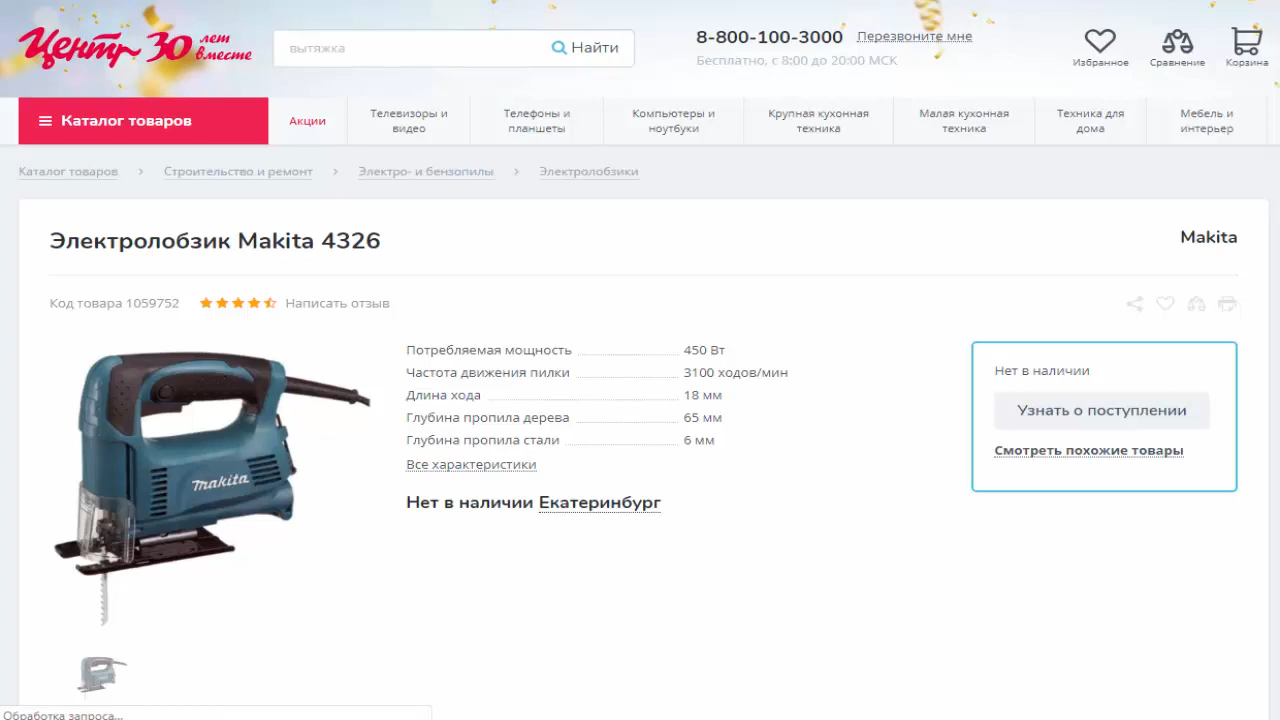 Центр 30 лет вместе
вытяжка
Найти
8-800-100-3000 Перезвоните мне
Бесплатно, с 8:00 до 20:00 МСК
Избранное
Сравнение
Корзина
Каталог товаров
Акции
Телевизоры и
видео
Телефоны и
планшеты
Компьютеры и
ноутбуки
Крупная кухонная
техника
Малая кухонная
техника
Техника для
дома
Мебель и
интерьер
Каталог товаров > Строительство и ремонт > Электро- и бензопилы > Электролобзики
Электролобзик Makita 4326
Makita
Код товара 1059752 Написать отзыв
Потребляемая мощность 450 Вт
Частота движения пилки 3100 ходов/мин
Длина хода 18 мм
Глубина пропила дерева 65 мм
Глубина пропила стали 6 мм
Все характеристики
Нет в наличии Екатеринбург
Нет в наличии
Узнать о поступлении
Смотреть похожие товары
makita
Обработка запроса...